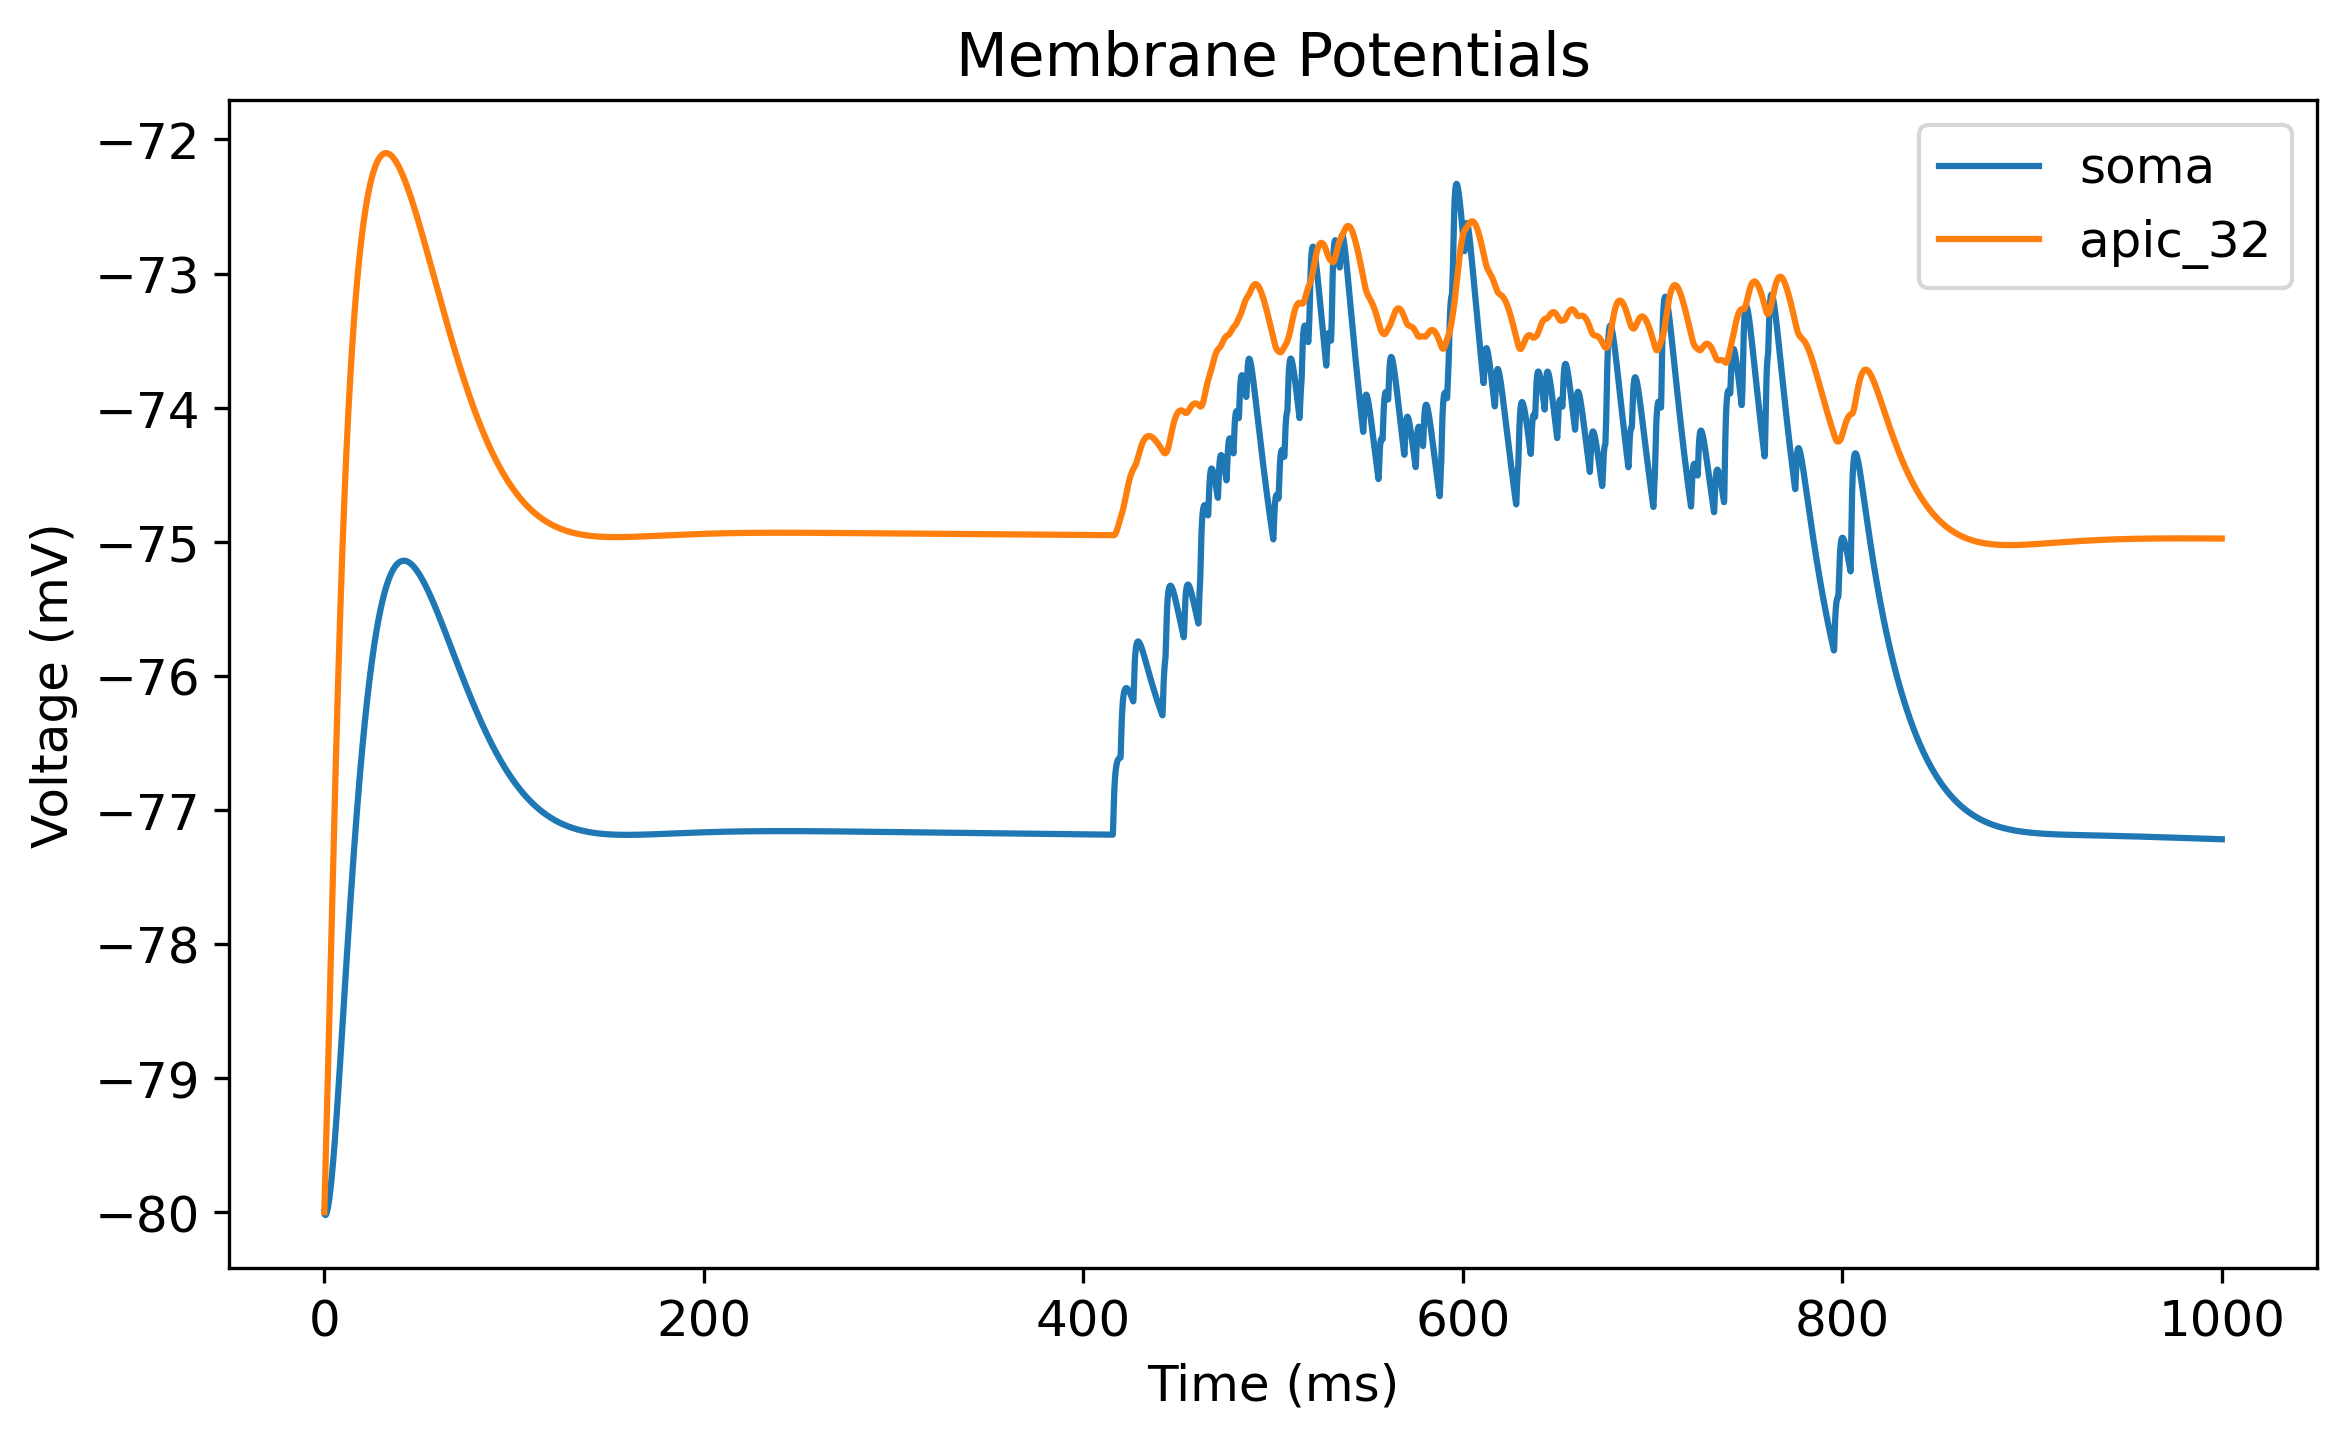 Membrane Potentials
soma
apic_32
Voltage (mV)
−72
−73
−74
−75
−76
−77
−78
−79
−80
0 200 400 600 800 1000
Time (ms)